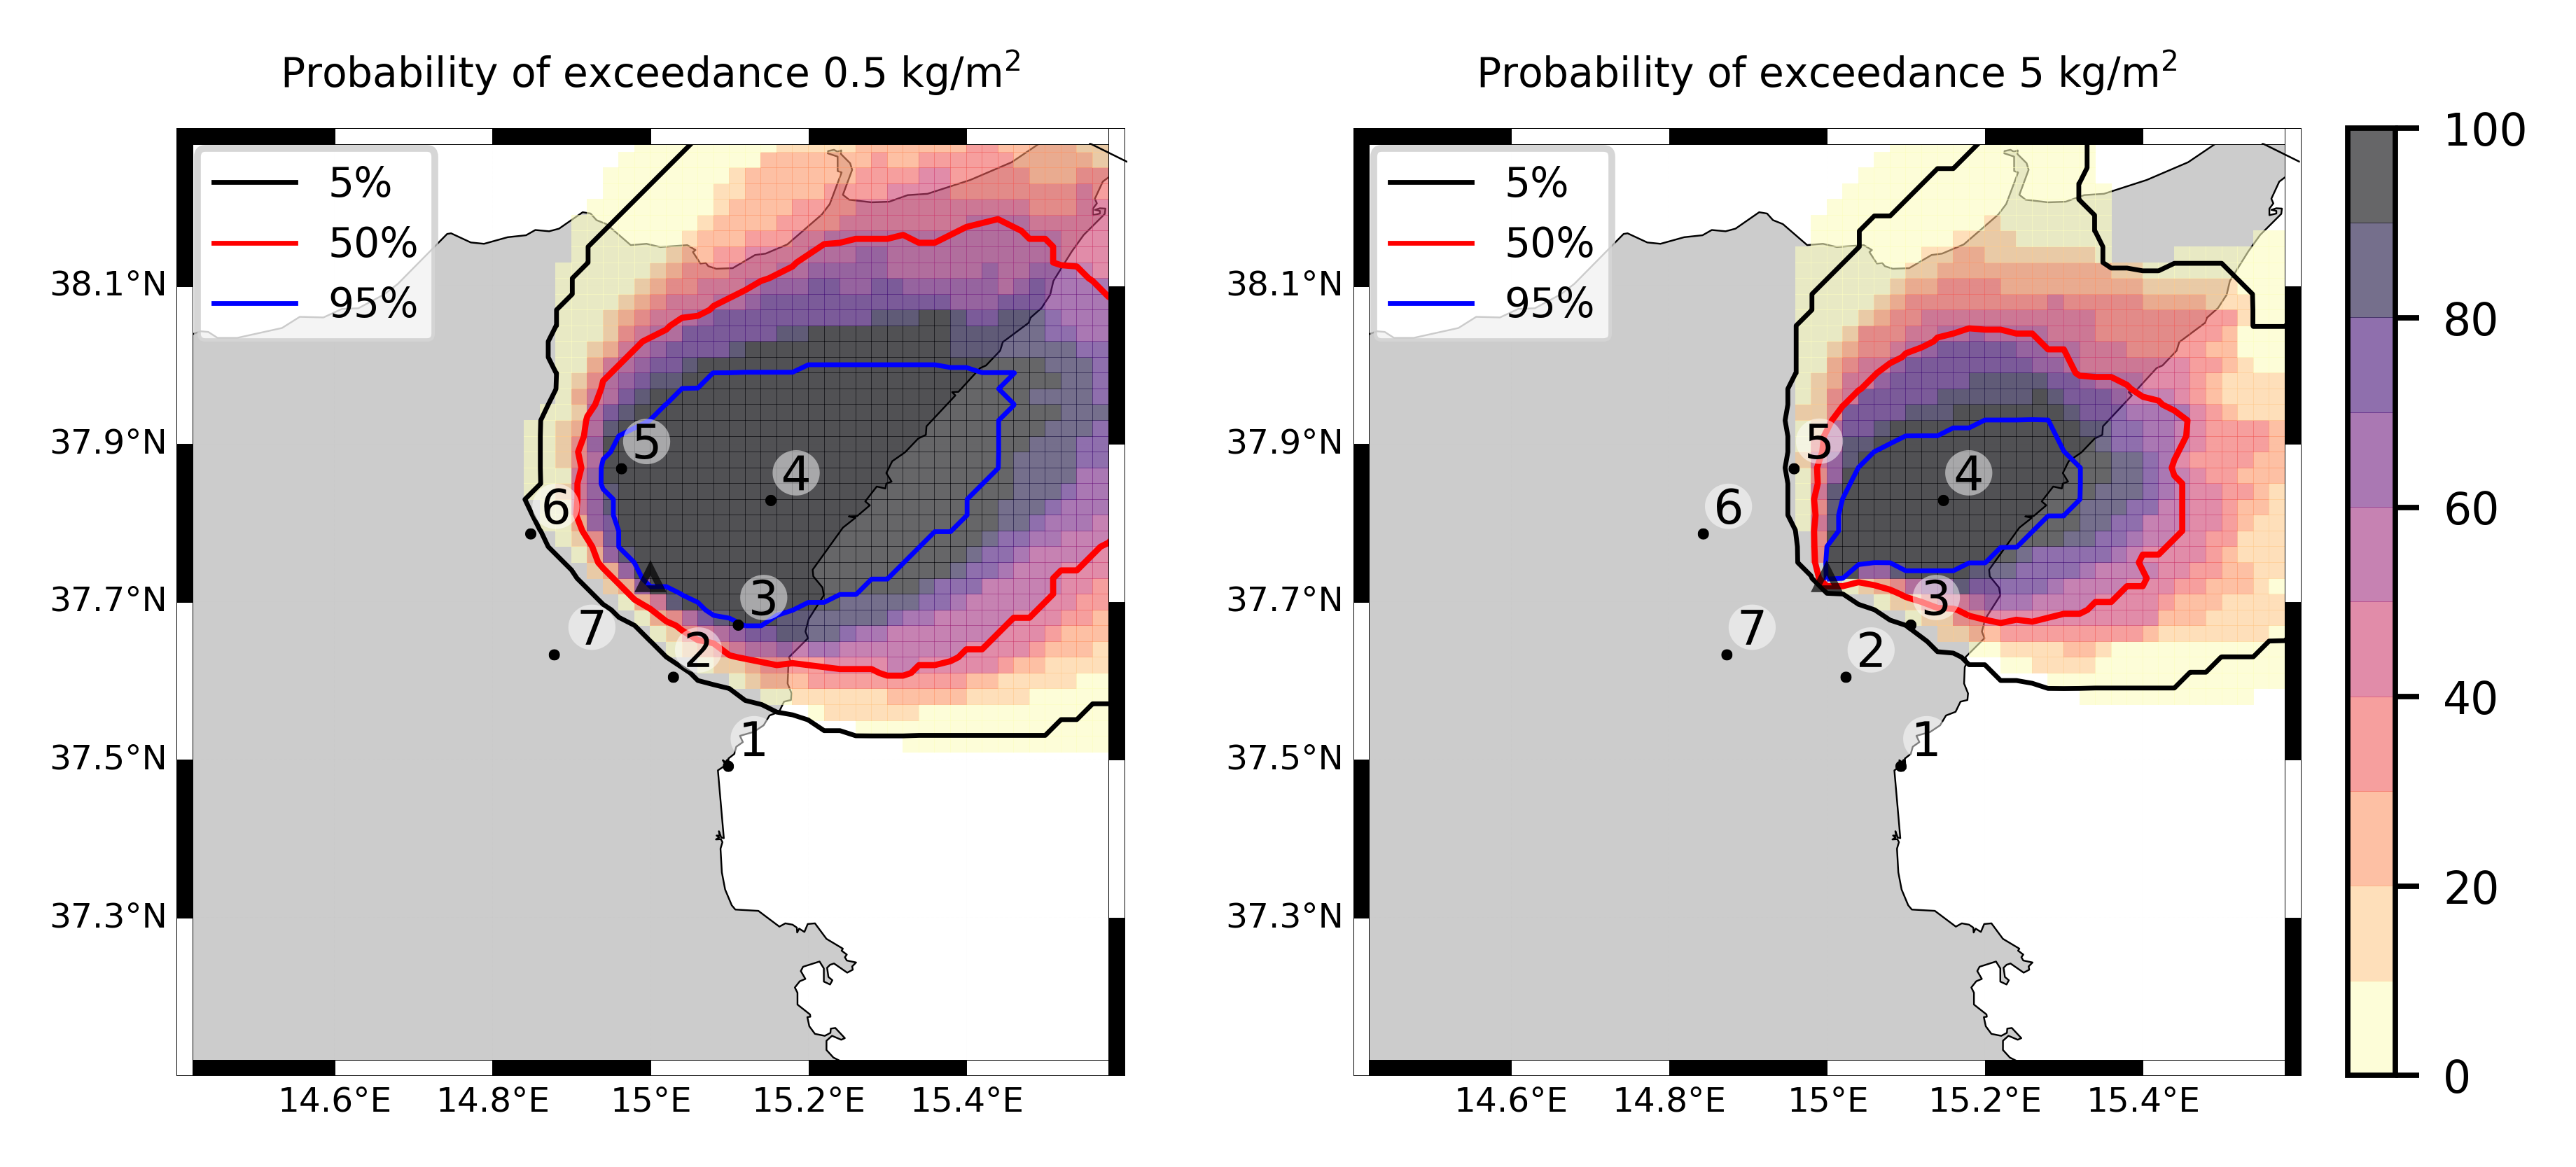 Probability of exceedance 0.5 kg/m²
5%
50%
95%
38.1°N
37.9°N
37.7°N
37.5°N
37.3°N
14.6°E 14.8°E 15°E 15.2°E 15.4°E
5
4
6
3
7
2
1
Probability of exceedance 5 kg/m²
5%
50%
95%
38.1°N
37.9°N
37.7°N
37.5°N
37.3°N
14.6°E 14.8°E 15°E 15.2°E 15.4°E
5
4
6
3
7
2
1
100
80
60
40
20
0